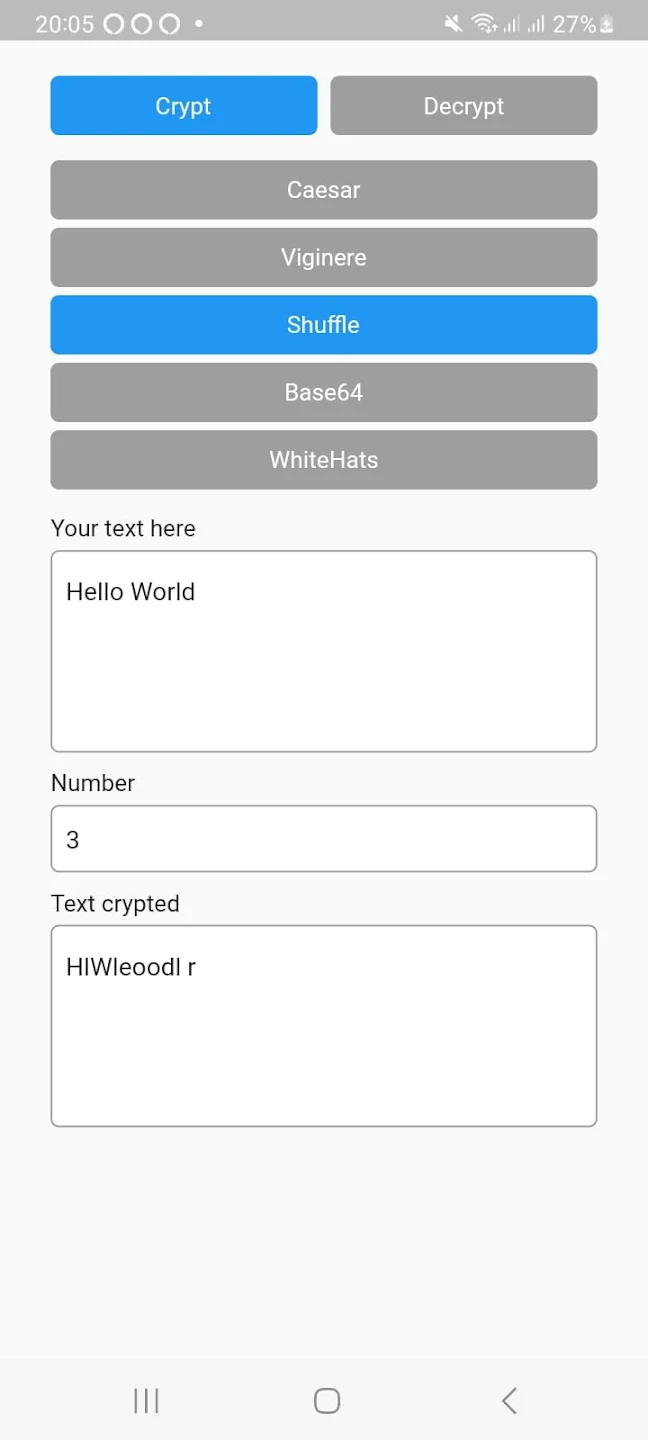 20:05 27%
Crypt Decrypt
Caesar
Viginere
Shuffle
Base64
WhiteHats
Your text here
Hello World
Number
3
Text crypted
HlWleoodl r